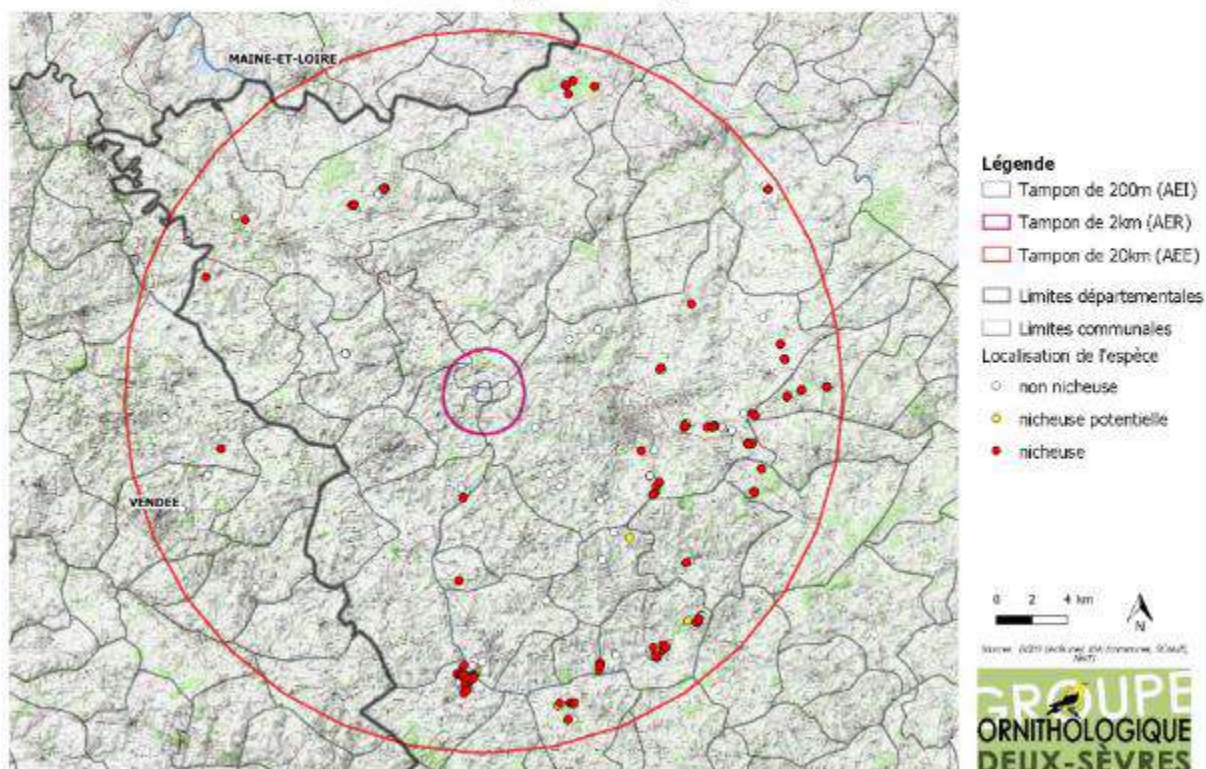 MAINE-ET-LOIRE
VENDEE
Légende
Tampon de 200m (AEI)
Tampon de 2km (AER)
Tampon de 20km (AEE)
Limites départementales
Limites communales
Localisation de l'espèce
non nicheuse
nicheuse potentielle
nicheuse
0 2 4 km
N
GROUPE
ORNITHOLOGIQUE
DEUX-SÈVRES